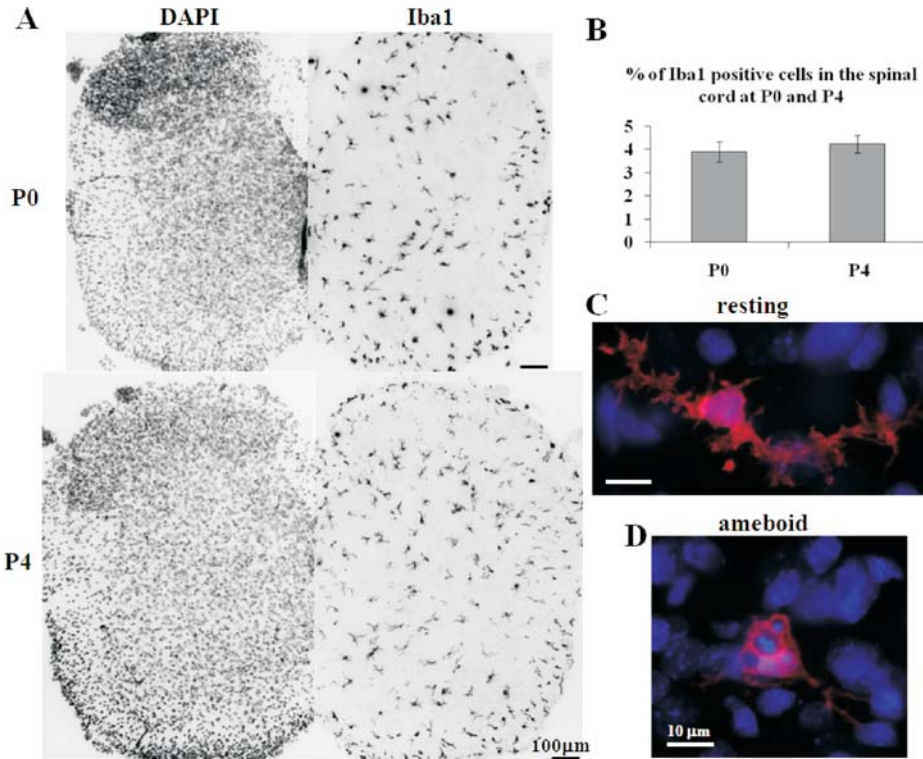 A
DAPI
Iba1
P0
P4
100µm
B
% of Iba1 positive cells in the spinal
cord at P0 and P4
5
4
3
2
1
0
P0
P4
C
resting
D
ameboid
10 µm